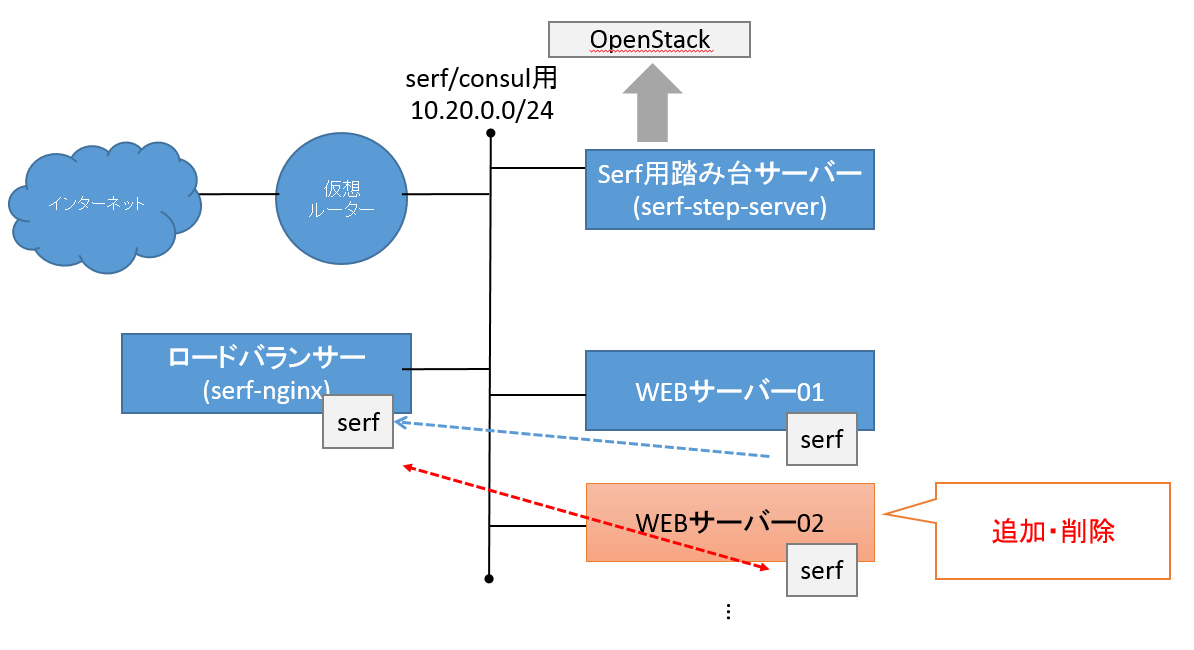 OpenStack
serf/consul用
10.20.0.0/24
インターネット
仮想
ルーター
Serf用踏み台サーバー
(serf-step-server)
ロードバランサー
(serf-nginx)
serf
WEBサーバー01
serf
WEBサーバー02
serf
追加・削除
…